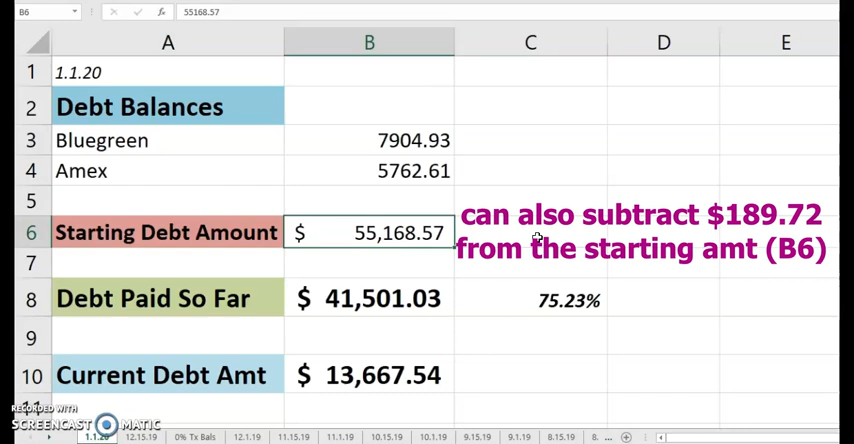 B6 fx 55168.57
A B C D E
1 1.1.20
2 Debt Balances
3 Bluegreen 7904.93
4 Amex 5762.61
5
can also subtract $189.72
6 Starting Debt Amount $ 55,168.57
from the starting amt (B6)
7
8 Debt Paid So Far $ 41,501.03 75.23%
9
10 Current Debt Amt $ 13,667.54
11
RECORDED WITH
SCREENCAST MATIC
1.1.20 12.15.19 0% Tx Bals 12.1.19 11.15.19 11.1.19 10.15.19 10.1.19 9.15.19 9.1.19 8.15.19 8. ...